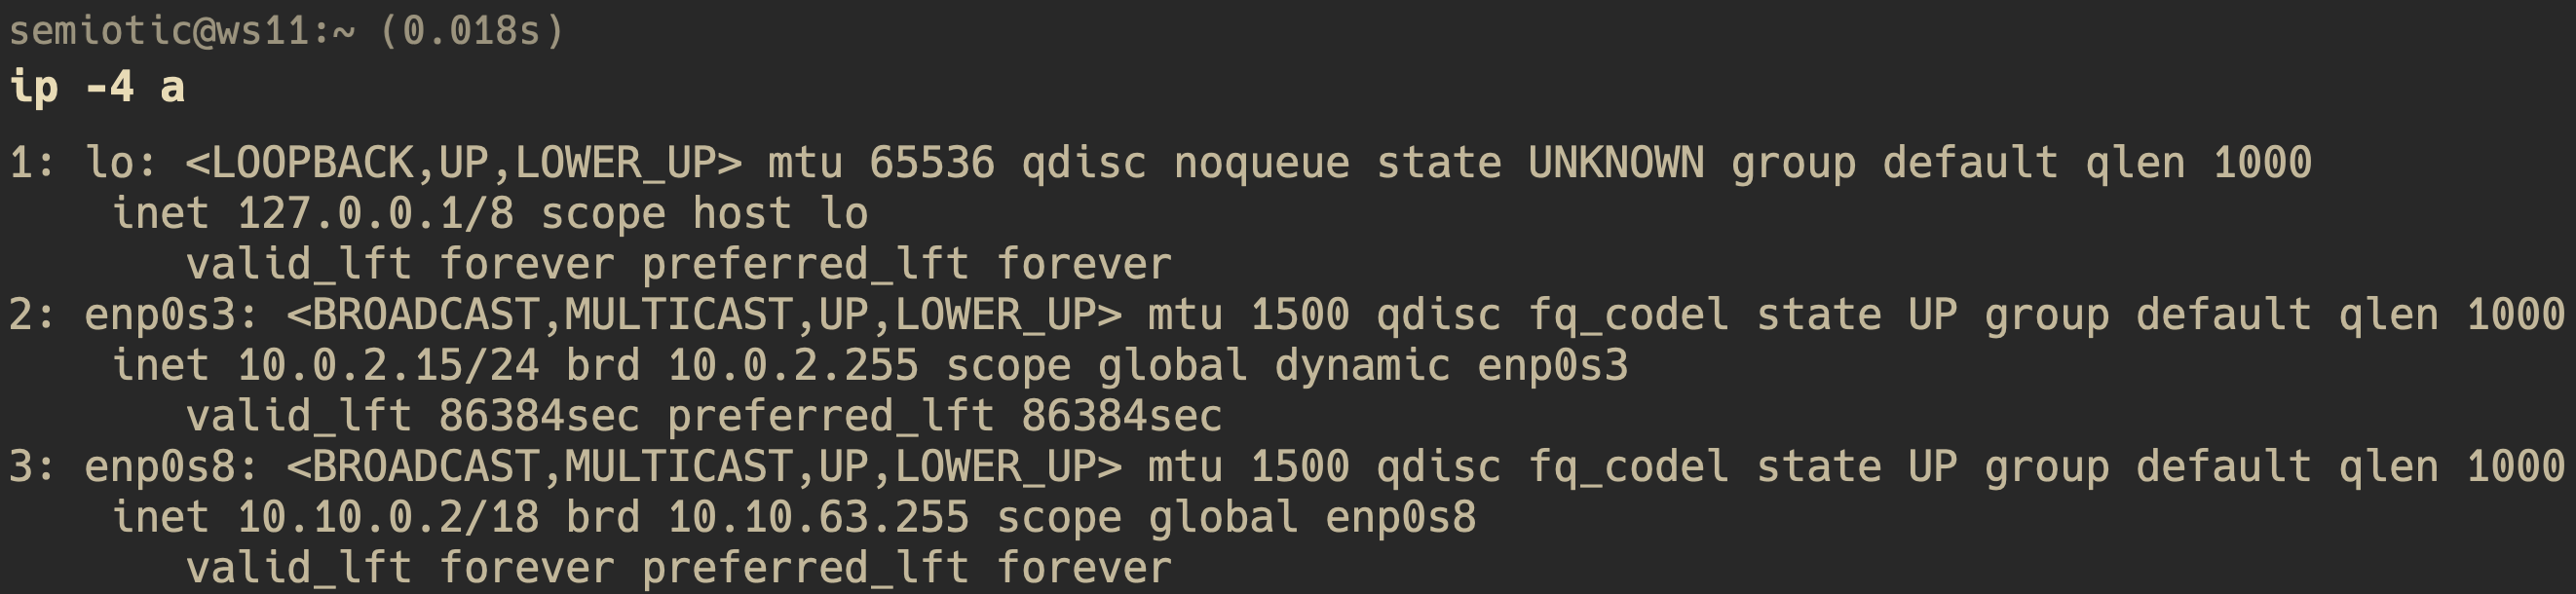 semiotic@ws11:~ (0.018s)
ip -4 a
1: lo: <LOOPBACK,UP,LOWER_UP> mtu 65536 qdisc noqueue state UNKNOWN group default qlen 1000
    inet 127.0.0.1/8 scope host lo
       valid_lft forever preferred_lft forever
2: enp0s3: <BROADCAST,MULTICAST,UP,LOWER_UP> mtu 1500 qdisc fq_codel state UP group default qlen 1000
    inet 10.0.2.15/24 brd 10.0.2.255 scope global dynamic enp0s3
       valid_lft 86384sec preferred_lft 86384sec
3: enp0s8: <BROADCAST,MULTICAST,UP,LOWER_UP> mtu 1500 qdisc fq_codel state UP group default qlen 1000
    inet 10.10.0.2/18 brd 10.10.63.255 scope global enp0s8
       valid_lft forever preferred_lft forever